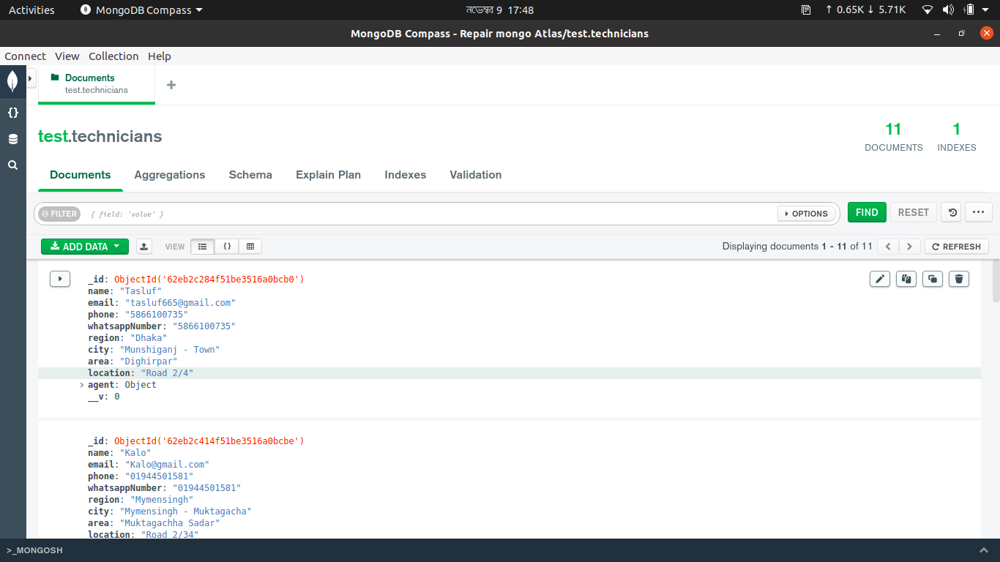 Activities
MongoDB Compass
নভেম্বর 9 17:48
↑ 0.65K ↓ 5.71K
MongoDB Compass - Repair mongo Atlas/test.technicians
Connect View Collection Help
Documents
test.technicians
test.technicians
11
DOCUMENTS
1
INDEXES
Documents Aggregations Schema Explain Plan Indexes Validation
FILTER { field: 'value' } OPTIONS FIND RESET ...
ADD DATA VIEW { } Displaying documents 1 - 11 of 11 < > REFRESH
_id: ObjectId('62eb2c284f51be3516a0bcb0')
name: "Tasluf"
email: "tasluf665@gmail.com"
phone: "5866100735"
whatsappNumber: "5866100735"
region: "Dhaka"
city: "Munshiganj - Town"
area: "Dighirpar"
location: "Road 2/4"
> agent: Object
__v: 0
_id: ObjectId('62eb2c414f51be3516a0bcbe')
name: "Kalo"
email: "Kalo@gmail.com"
phone: "01944501581"
whatsappNumber: "01944501581"
region: "Mymensingh"
city: "Mymensingh - Muktagacha"
area: "Muktagachha Sadar"
location: "Road 2/34"
>_MONGOSH